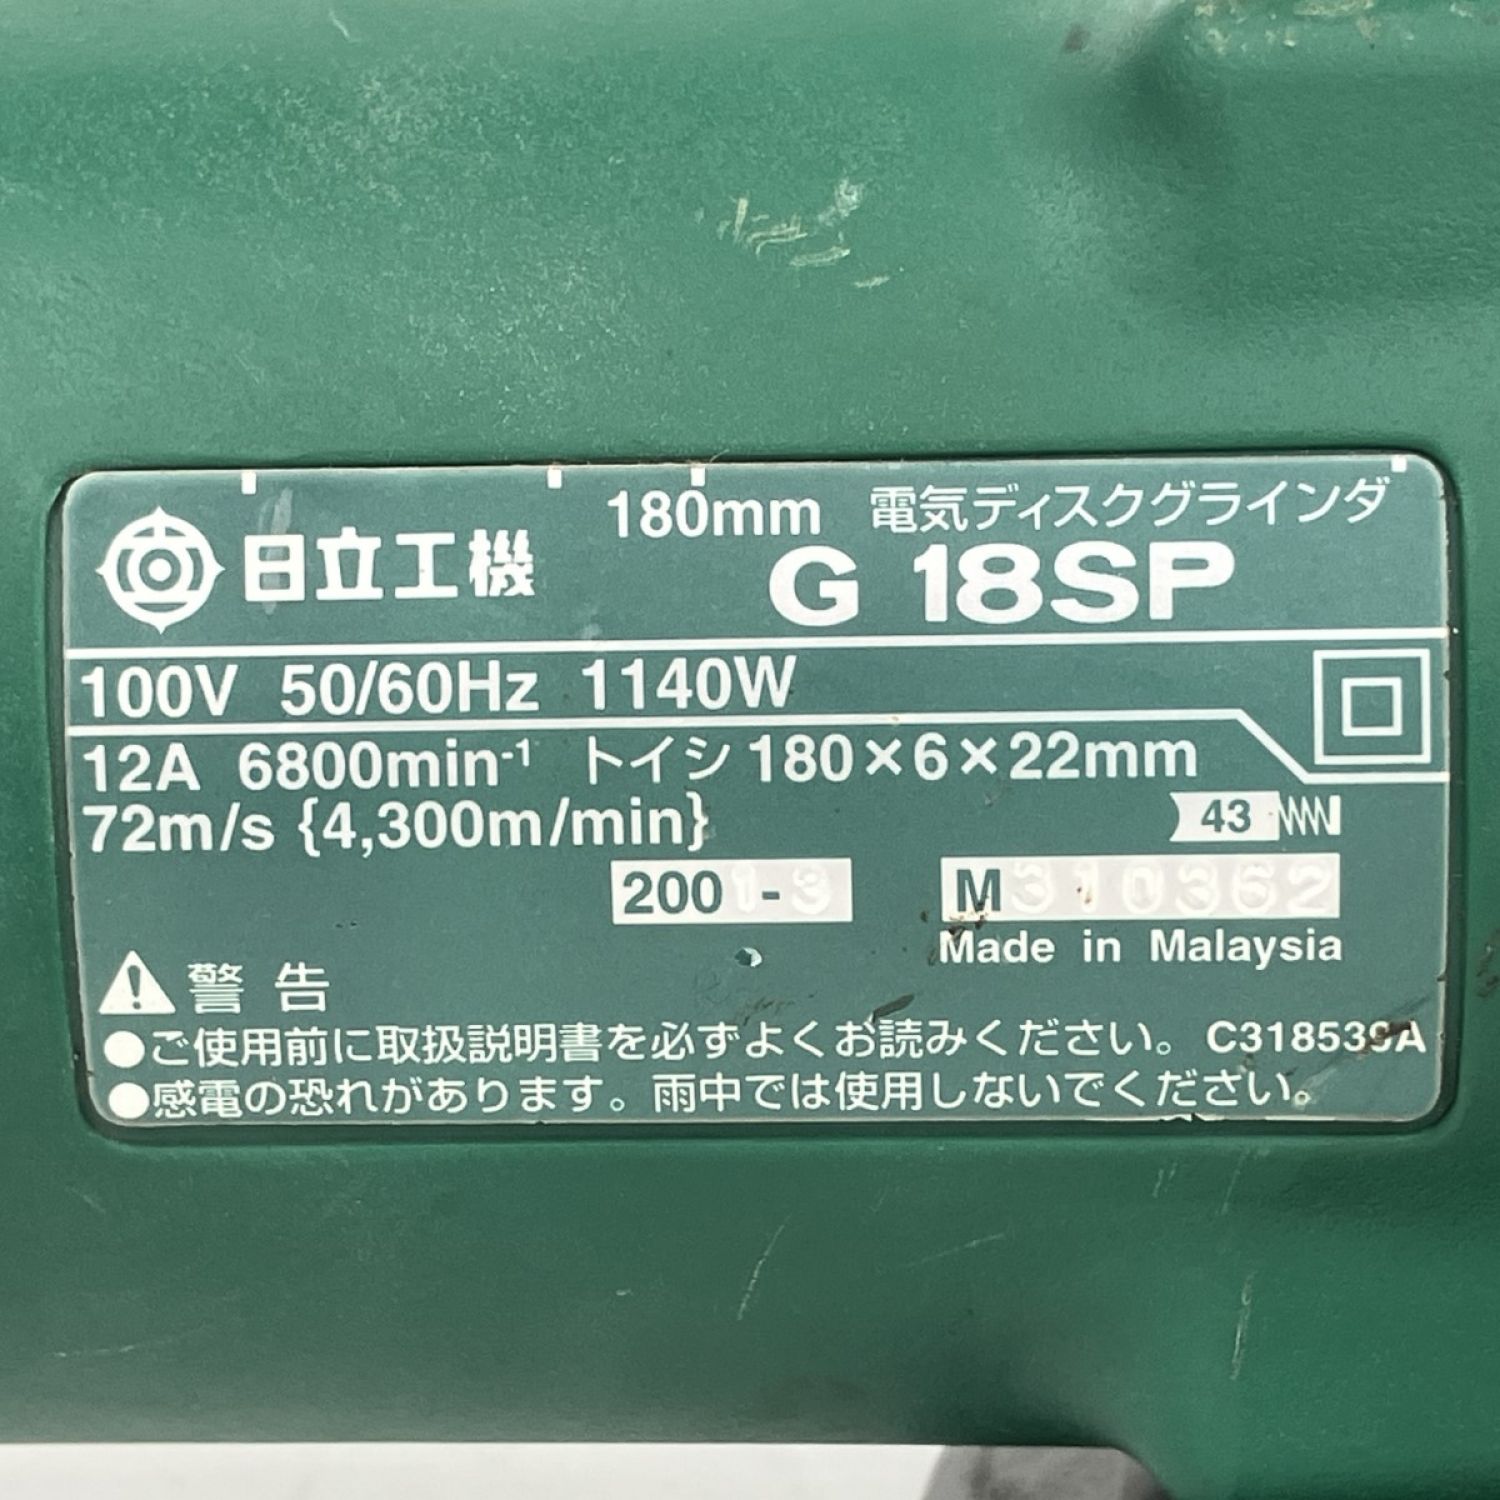 日立工機 180mm 電気ディスクグラインダ
G 18SP
100V 50/60Hz 1140W
12A 6800min⁻¹ トイシ 180×6×22mm
72m/s {4,300m/min}
43
2001-3 M310362
Made in Malaysia
警告
●ご使用前に取扱説明書を必ずよくお読みください。 C318539A
●感電の恐れがあります。雨中では使用しないでください。